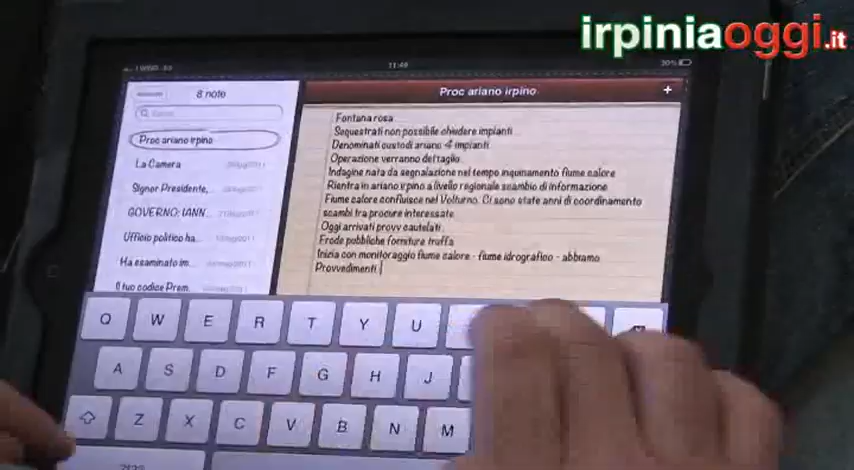 irpiniaoggi.it
11:46
30%
8 note
Proc ariano irpino
Proc ariano irpino
La Camera
Signor Presidente,
GOVERNO: IANN...
Ufficio politico ha...
Ha esaminato im...
Il tuo codice Prem...
Fontana rosa
Sequestrati non possibile chiudere impianti
Denominati custodi ariano 4 impianti
Operazione verranno dettaglio
Indagine nata da segnalazione nel tempo inquinamento fiume calore
Rientra in ariano irpino a livello regionale scambio di informazione
Fiume calore confluisce nel Volturno. Ci sono state anni di coordinamento
scambi tra procure interessate
Oggi arrivati provv cautelati
Frode pubbliche forniture truffa
Inizia con monitoraggio fiume calore - fiume idrografico - abbiamo
Provvedimenti
Q W E R T Y U
A S D F G H J
Z X C V B N M